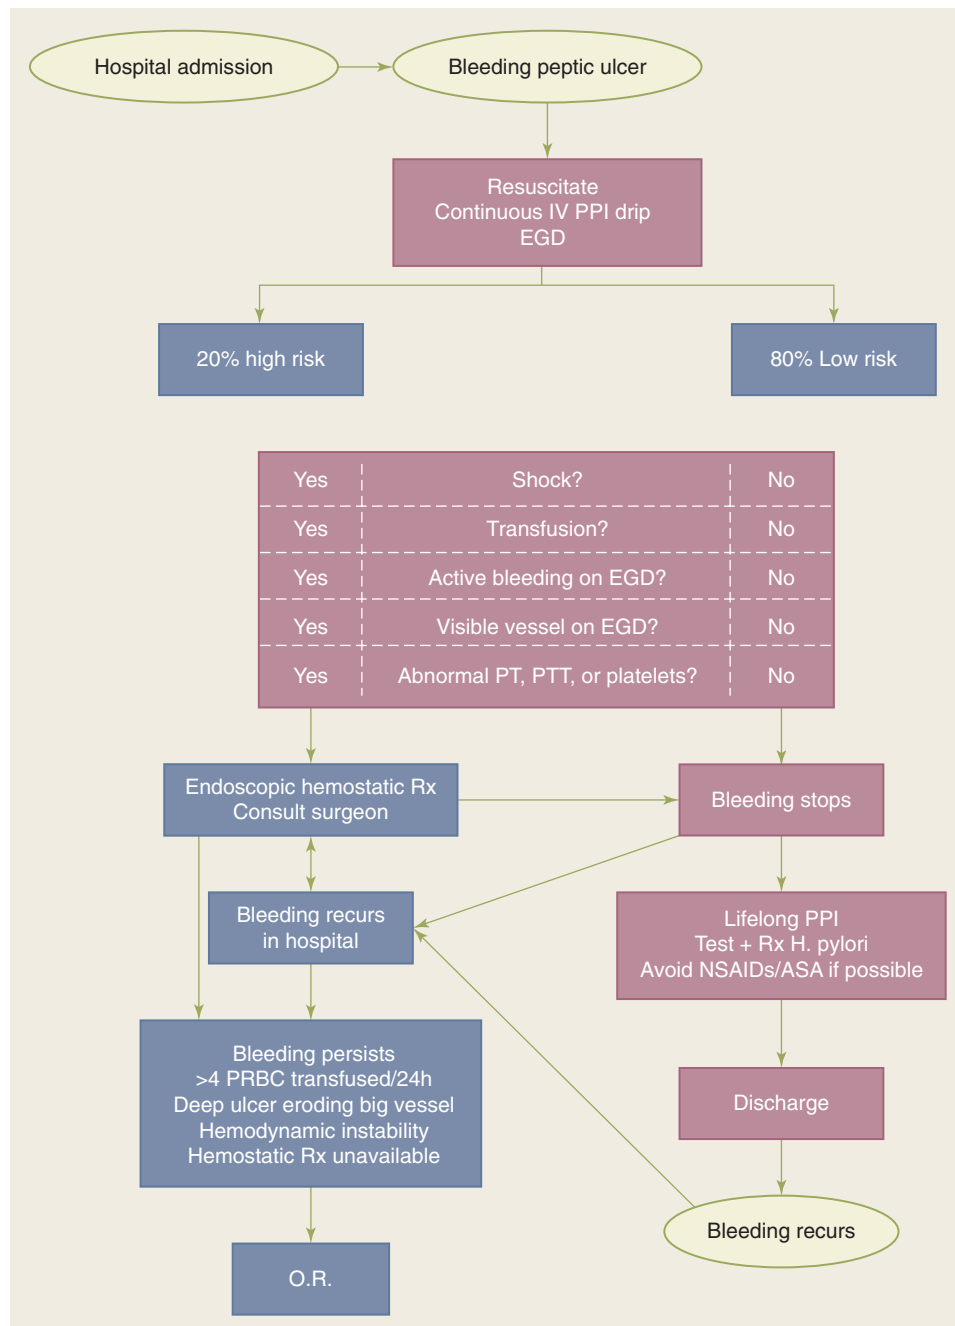 Hospital admission
Bleeding peptic ulcer
Resuscitate
Continuous IV PPI drip
EGD
20% high risk
80% Low risk
Yes Shock? No
Yes Transfusion? No
Yes Active bleeding on EGD? No
Yes Visible vessel on EGD? No
Yes Abnormal PT, PTT, or platelets? No
Endoscopic hemostatic Rx
Consult surgeon
Bleeding stops
Bleeding recurs
in hospital
Lifelong PPI
Test + Rx H. pylori
Avoid NSAIDs/ASA if possible
Bleeding persists
>4 PRBC transfused/24h
Deep ulcer eroding big vessel
Hemodynamic instability
Hemostatic Rx unavailable
Discharge
Bleeding recurs
O.R.